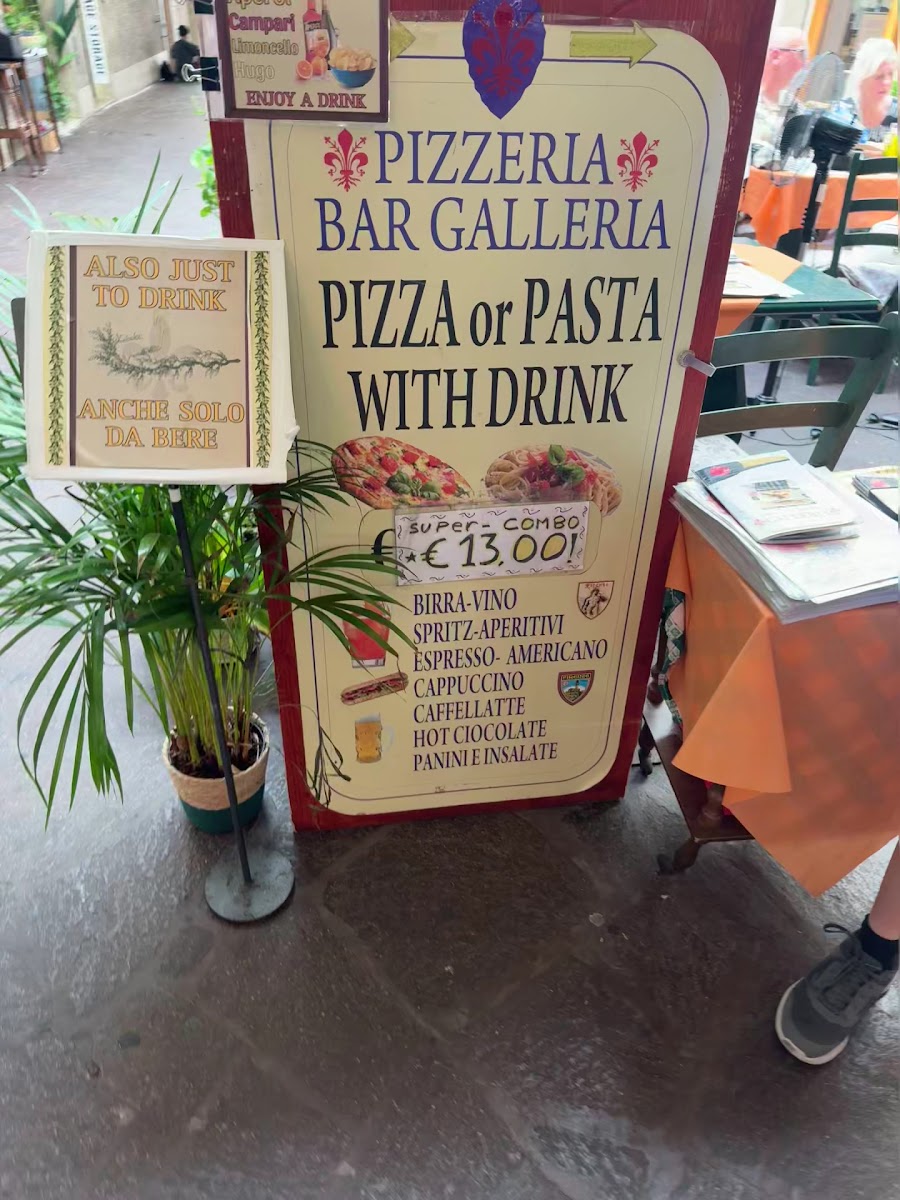 Aperol
Campari
Limoncello
Hugo
ENJOY A DRINK
PIZZERIA
BAR GALLERIA
PIZZA or PASTA
WITH DRINK
SUPER-COMBO
€ 13,00!
€
BIRRA-VINO
SPRITZ-APERITIVI
ESPRESSO- AMERICANO
CAPPUCCINO
CAFFELLATTE
HOT CIOCOLATE
PANINI E INSALATE
ALSO JUST
TO DRINK
ANCHE SOLO
DA BERE